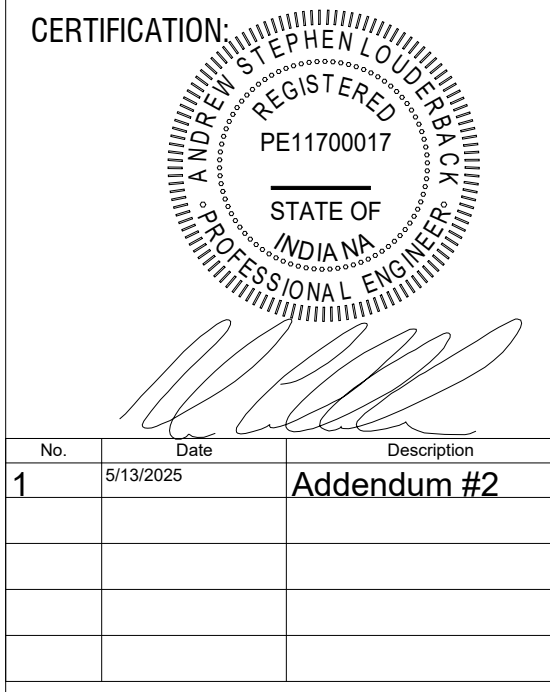 CERTIFICATION:
ANDREW STEPHEN LOUDERBACK
REGISTERED
PE11700017
STATE OF
INDIANA
PROFESSIONAL ENGINEER
No. Date Description
1 5/13/2025 Addendum #2